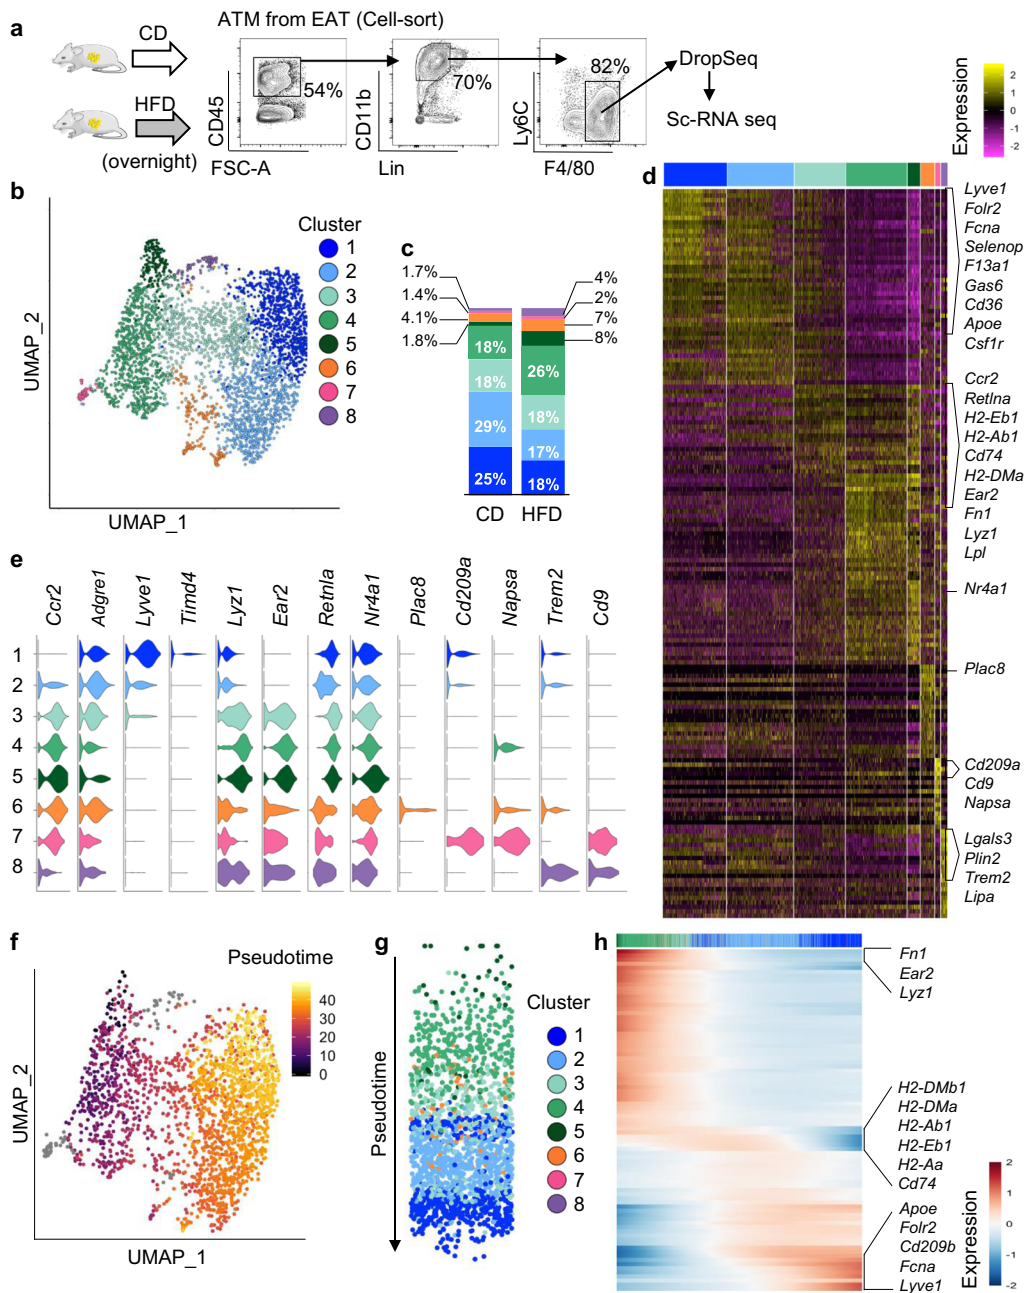 a
ATM from EAT (Cell-sort)
CD
HFD
(overnight)
CD45
54%
FSC-A
CD11b
70%
Lin
Ly6C
82%
F4/80
DropSeq
Sc-RNA seq
Expression
2
1
0
-1
-2
b
UMAP_2
UMAP_1
Cluster
1
2
3
4
5
6
7
8
c
1.7%
1.4%
4.1%
1.8%
4%
2%
7%
8%
18%
18%
29%
25%
26%
18%
17%
18%
CD
HFD
d
Lyve1
Folr2
Fcna
Selenop
F13a1
Gas6
Cd36
Apoe
Csf1r
Ccr2
Retlna
H2-Eb1
H2-Ab1
Cd74
H2-DMa
Ear2
Fn1
Lyz1
Lpl
Nr4a1
Plac8
Cd209a
Cd9
Napsa
Lgals3
Plin2
Trem2
Lipa
e
Ccr2
Adgre1
Lyve1
Timd4
Lyz1
Ear2
Retnla
Nr4a1
Plac8
Cd209a
Napsa
Trem2
Cd9
1
2
3
4
5
6
7
8
f
Pseudotime
40
30
20
10
0
UMAP_2
UMAP_1
g
Pseudotime
Cluster
1
2
3
4
5
6
7
8
h
Fn1
Ear2
Lyz1
H2-DMb1
H2-DMa
H2-Ab1
H2-Eb1
H2-Aa
Cd74
Apoe
Folr2
Cd209b
Fcna
Lyve1
Expression
2
1
0
-1
-2